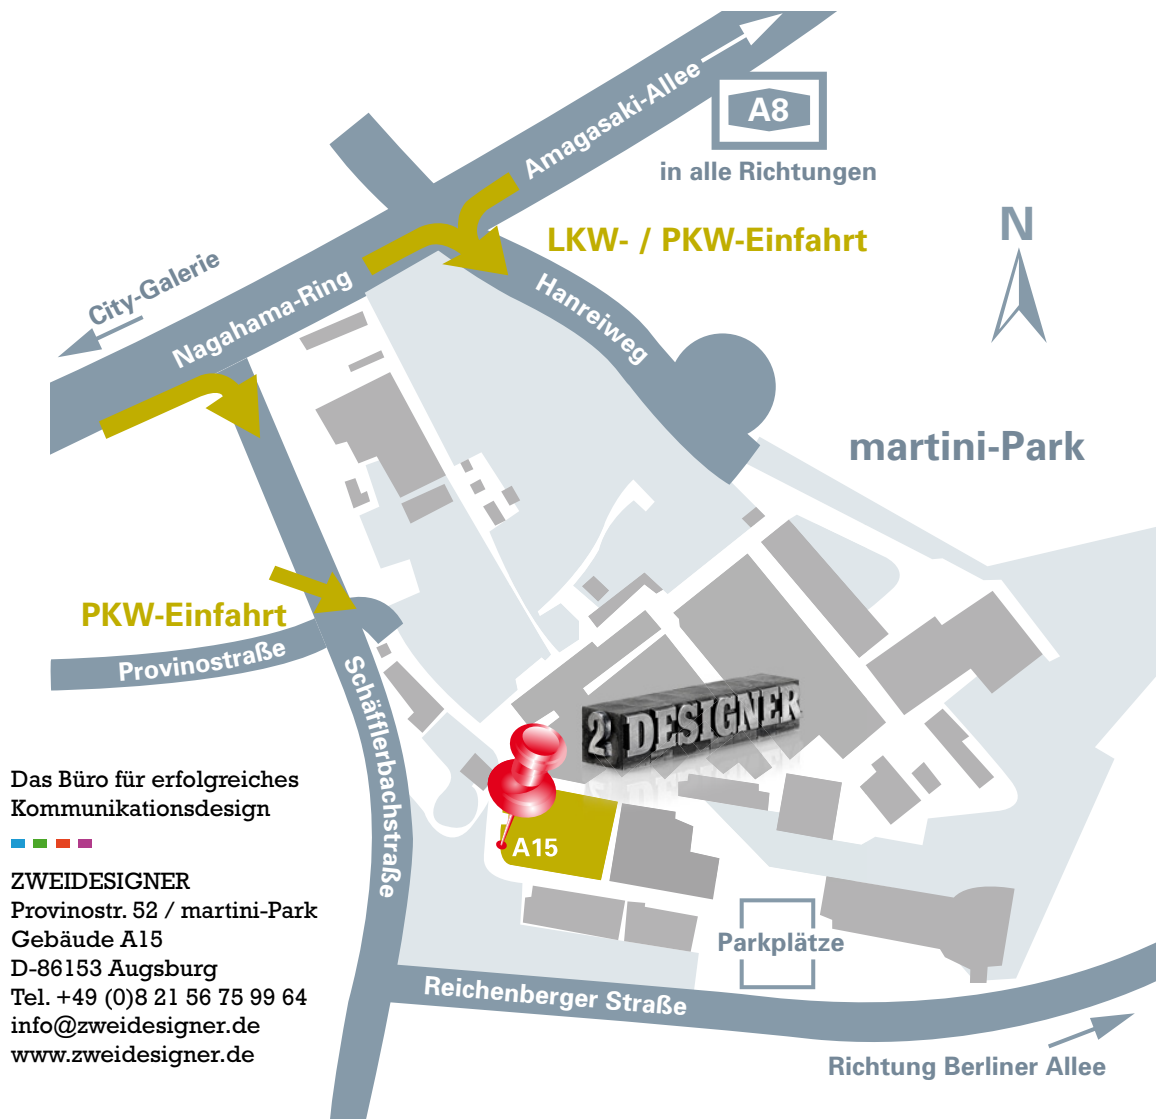 Amagasaki-Allee
A8
in alle Richtungen
N
LKW- / PKW-Einfahrt
City-Galerie
Nagahama-Ring
Hanreiweg
martini-Park
PKW-Einfahrt
Provinostraße
Schäfflerbachstraße
2 DESIGNER
A15
Das Büro für erfolgreiches
Kommunikationsdesign
ZWEIDESIGNER
Provinostr. 52 / martini-Park
Gebäude A15
D-86153 Augsburg
Tel. +49 (0)8 21 56 75 99 64
info@zweidesigner.de
www.zweidesigner.de
Parkplätze
Reichenberger Straße
Richtung Berliner Allee